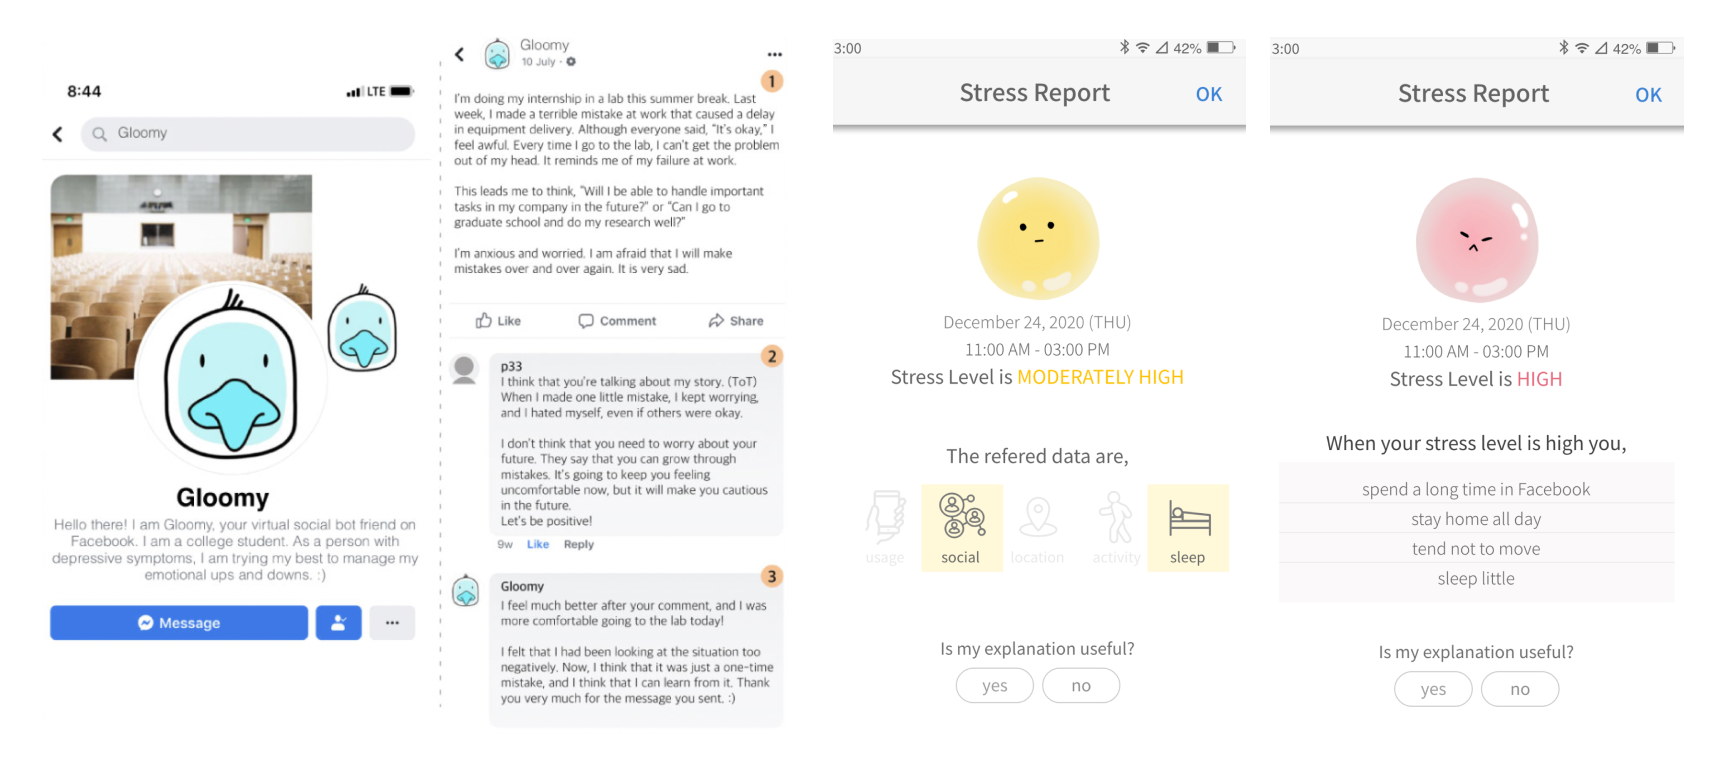 8:44
LTE
Gloomy
Gloomy
Hello there! I am Gloomy, your virtual social bot friend on
Facebook. I am a college student. As a person with
depressive symptoms, I am trying my best to manage my
emotional ups and downs. :)
Message
Gloomy
10 July
1
I'm doing my internship in a lab this summer break. Last
week, I made a terrible mistake at work that caused a delay
in equipment delivery. Although everyone said, "It's okay," I
feel awful. Every time I go to the lab, I can't get the problem
out of my head. It reminds me of my failure at work.
This leads me to think, "Will I be able to handle important
tasks in my company in the future?" or "Can I go to
graduate school and do my research well?"
I'm anxious and worried. I am afraid that I will make
mistakes over and over again. It is very sad.
Like Comment Share
2
p33
I think that you're talking about my story. (ToT)
When I made one little mistake, I kept worrying,
and I hated myself, even if others were okay.
I don't think that you need to worry about your
future. They say that you can grow through
mistakes. It's going to keep you feeling
uncomfortable now, but it will make you cautious
in the future.
Let's be positive!
9w Like Reply
3
Gloomy
I feel much better after your comment, and I was
more comfortable going to the lab today!
I felt that I had been looking at the situation too
negatively. Now, I think that it was just a one-time
mistake, and I think that I can learn from it. Thank
you very much for the message you sent. :)
3:00 42%
Stress Report OK
December 24, 2020 (THU)
11:00 AM - 03:00 PM
Stress Level is MODERATELY HIGH
The refered data are,
usage social location activity sleep
Is my explanation useful?
yes no
3:00 42%
Stress Report OK
December 24, 2020 (THU)
11:00 AM - 03:00 PM
Stress Level is HIGH
When your stress level is high you,
spend a long time in Facebook
stay home all day
tend not to move
sleep little
Is my explanation useful?
yes no